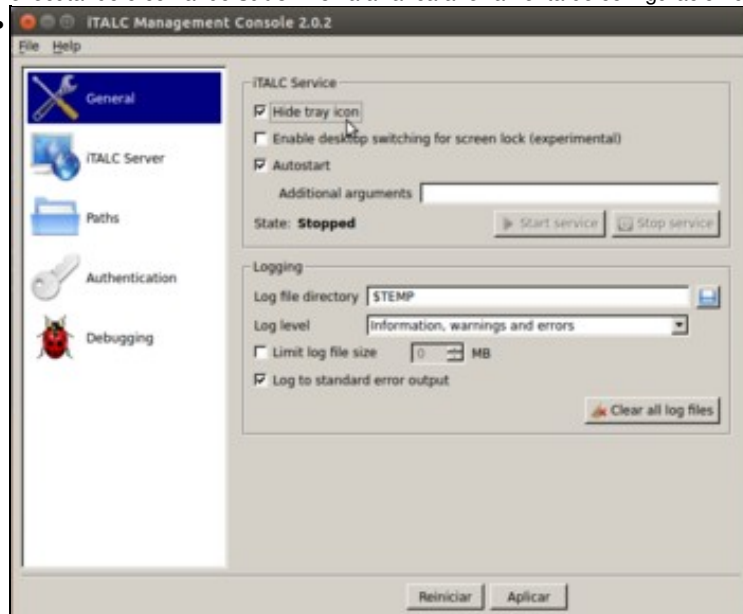 iTALC Management Console 2.0.2
File Help
General
iTALC Server
Paths
Authentication
Debugging
iTALC Service
Hide tray icon
Enable desktop switching for screen lock (experimental)
Autostart
Additional arguments
State: Stopped
Start service
Stop service
Logging
Log file directory $TEMP
Log level Information, warnings and errors
Limit log file size 0 MB
Log to standard error output
Clear all log files
Reiniciar Aplicar